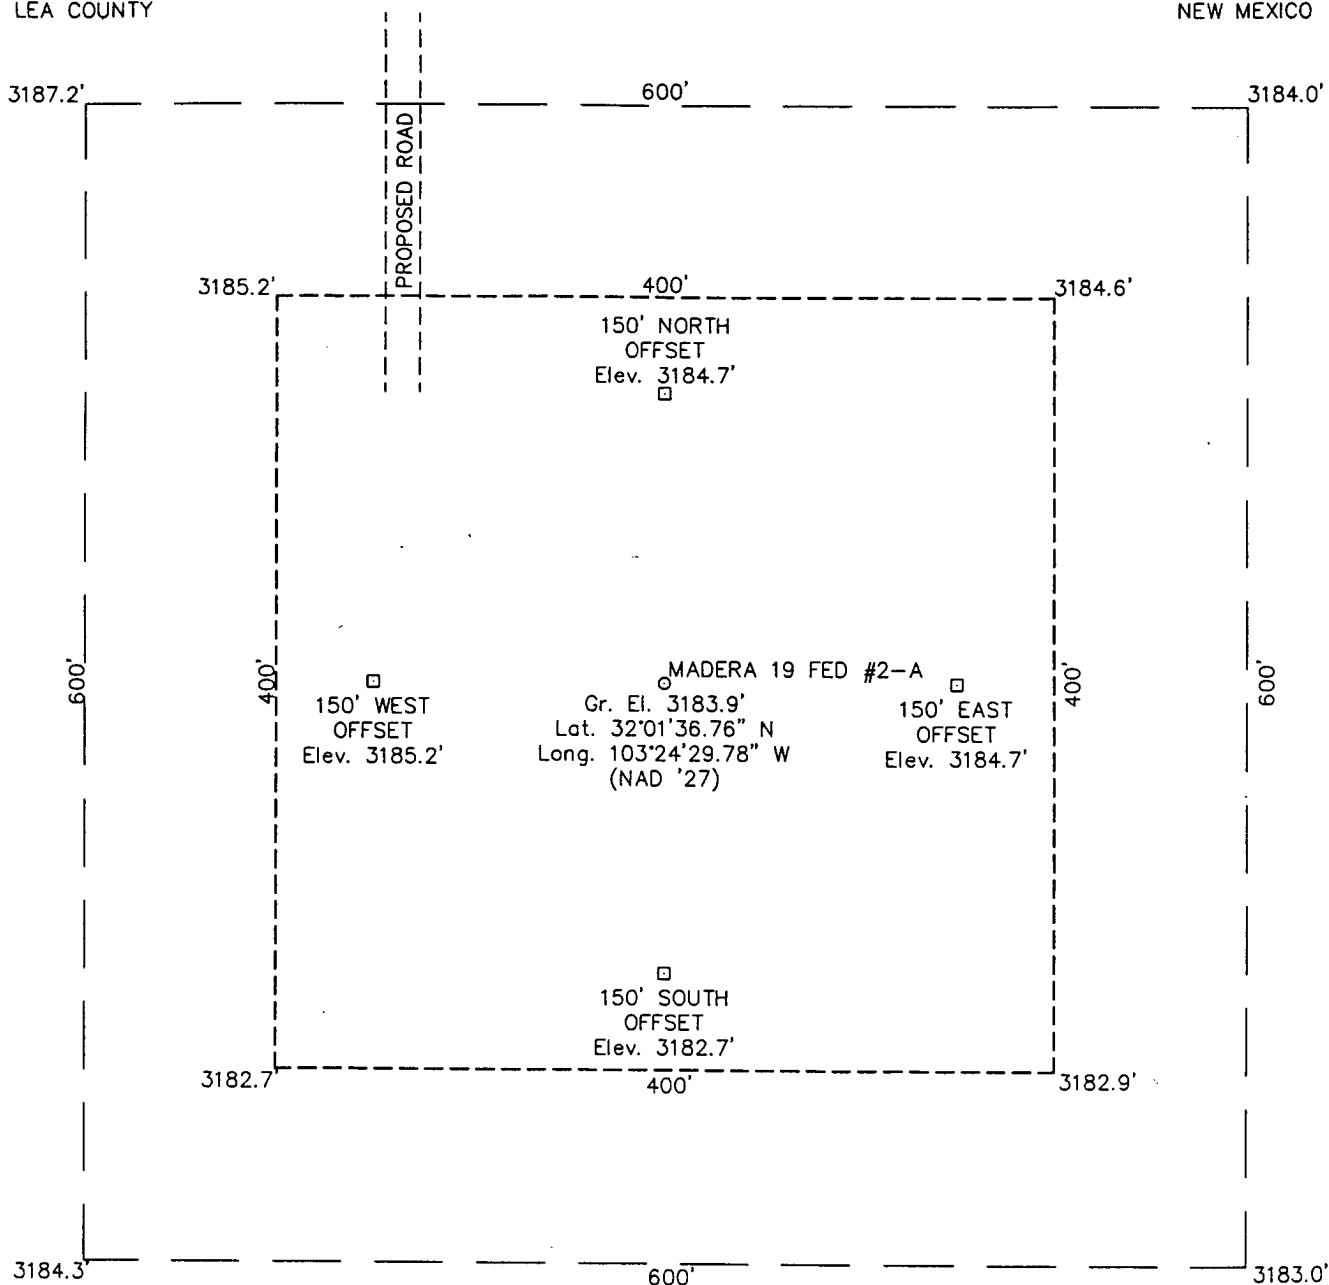 LEA COUNTY
NEW MEXICO
3187.2'
600'
3184.0'
PROPOSED ROAD
3185.2'
400'
3184.6'
150' NORTH
OFFSET
Elev. 3184.7'
600'
400'
MADERA 19 FED #2-A
Gr. El. 3183.9'
Lat. 32°01'36.76" N
Long. 103°24'29.78" W
(NAD '27)
150' WEST
OFFSET
Elev. 3185.2'
150' EAST
OFFSET
Elev. 3184.7'
400'
600'
150' SOUTH
OFFSET
Elev. 3182.7'
3182.7'
400'
3182.9'
3184.3'
600'
3183.0'